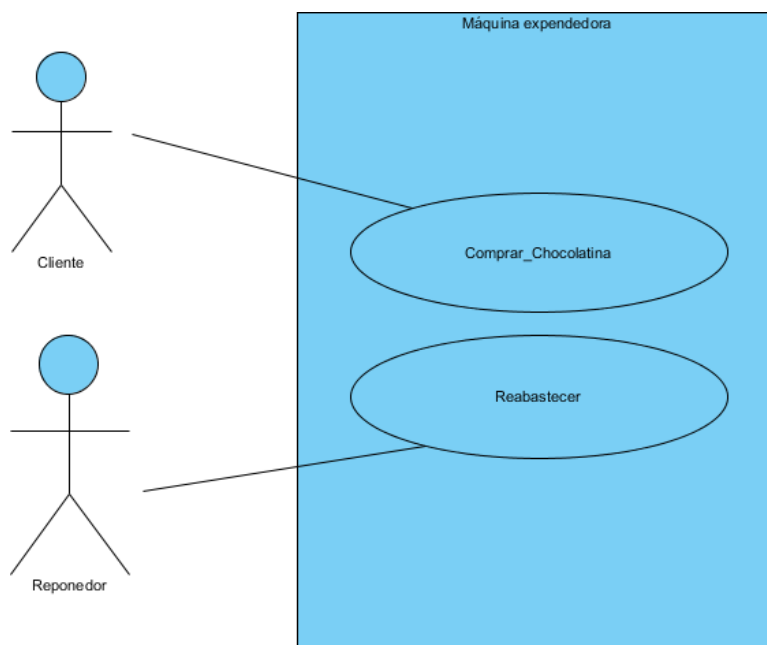 Máquina expendedora
Comprar_Chocolatina
Cliente
Reabastecer
Reponedor